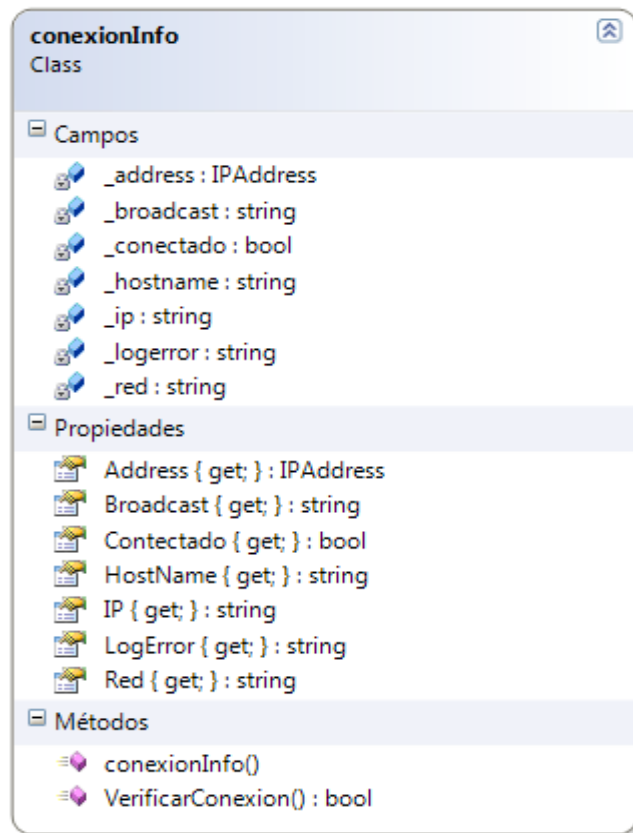 conexionInfo
Class
Campos
_address : IPAddress
_broadcast : string
_conectado : bool
_hostname : string
_ip : string
_logerror : string
_red : string
Propiedades
Address { get; } : IPAddress
Broadcast { get; } : string
Contectado { get; } : bool
HostName { get; } : string
IP { get; } : string
LogError { get; } : string
Red { get; } : string
Métodos
conexionInfo()
VerificarConexion() : bool